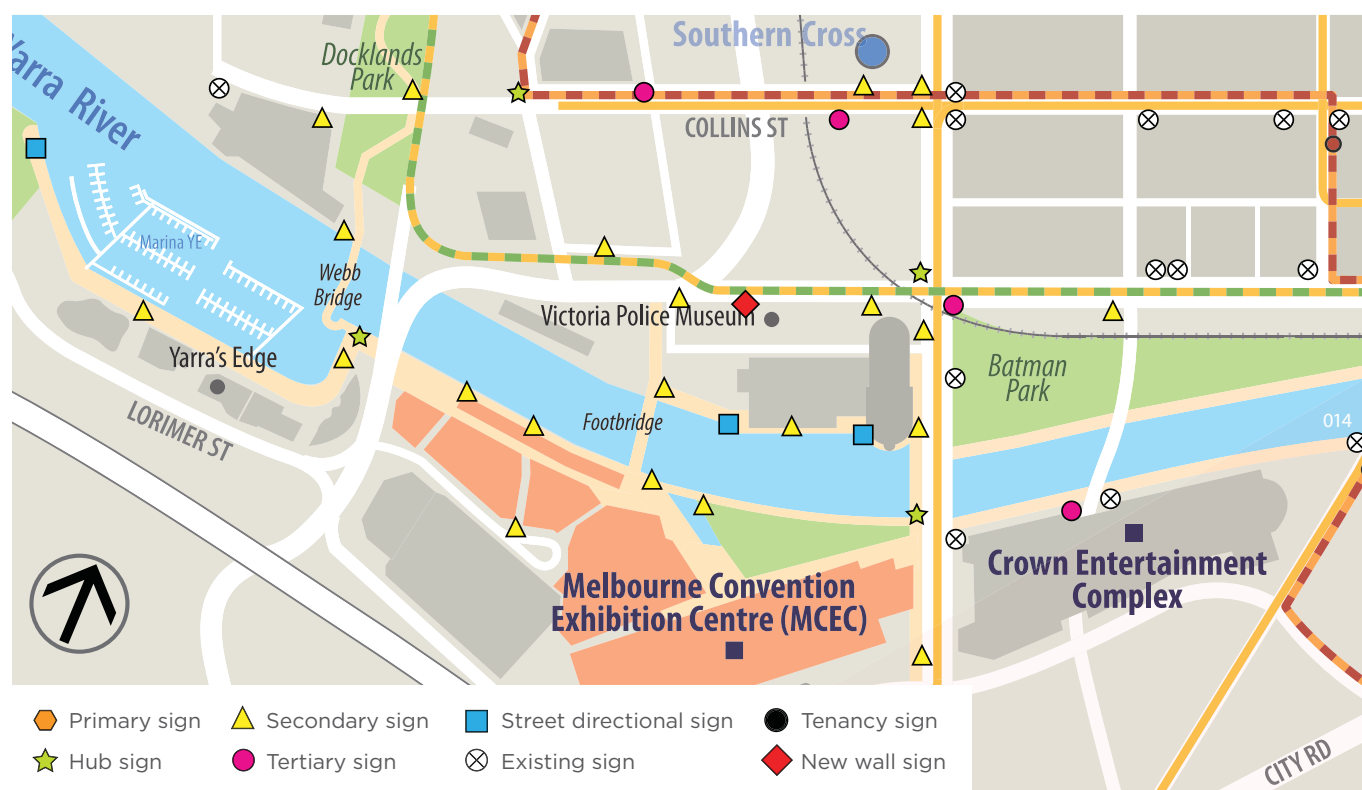 Southern Cross
Docklands
Park
Yarra River
COLLINS ST
Marina YE
Webb
Bridge
Victoria Police Museum
Yarra's Edge
Batman
Park
LORIMER ST
Footbridge
014
Crown Entertainment
Complex
Melbourne Convention
Exhibition Centre (MCEC)
CITY RD
Primary sign
Secondary sign
Street directional sign
Tenancy sign
Hub sign
Tertiary sign
Existing sign
New wall sign